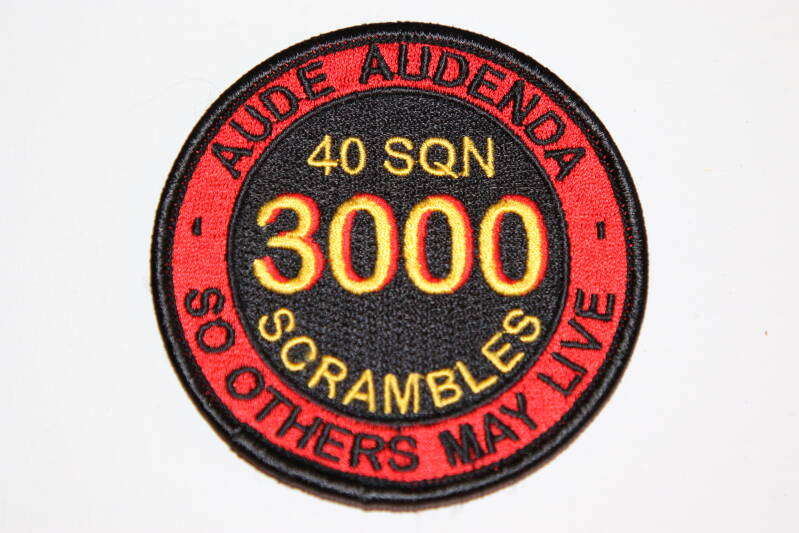 AUDE AUDENDA
40 SQN
3000
SCRAMBLES
- SO OTHERS MAY LIVE -